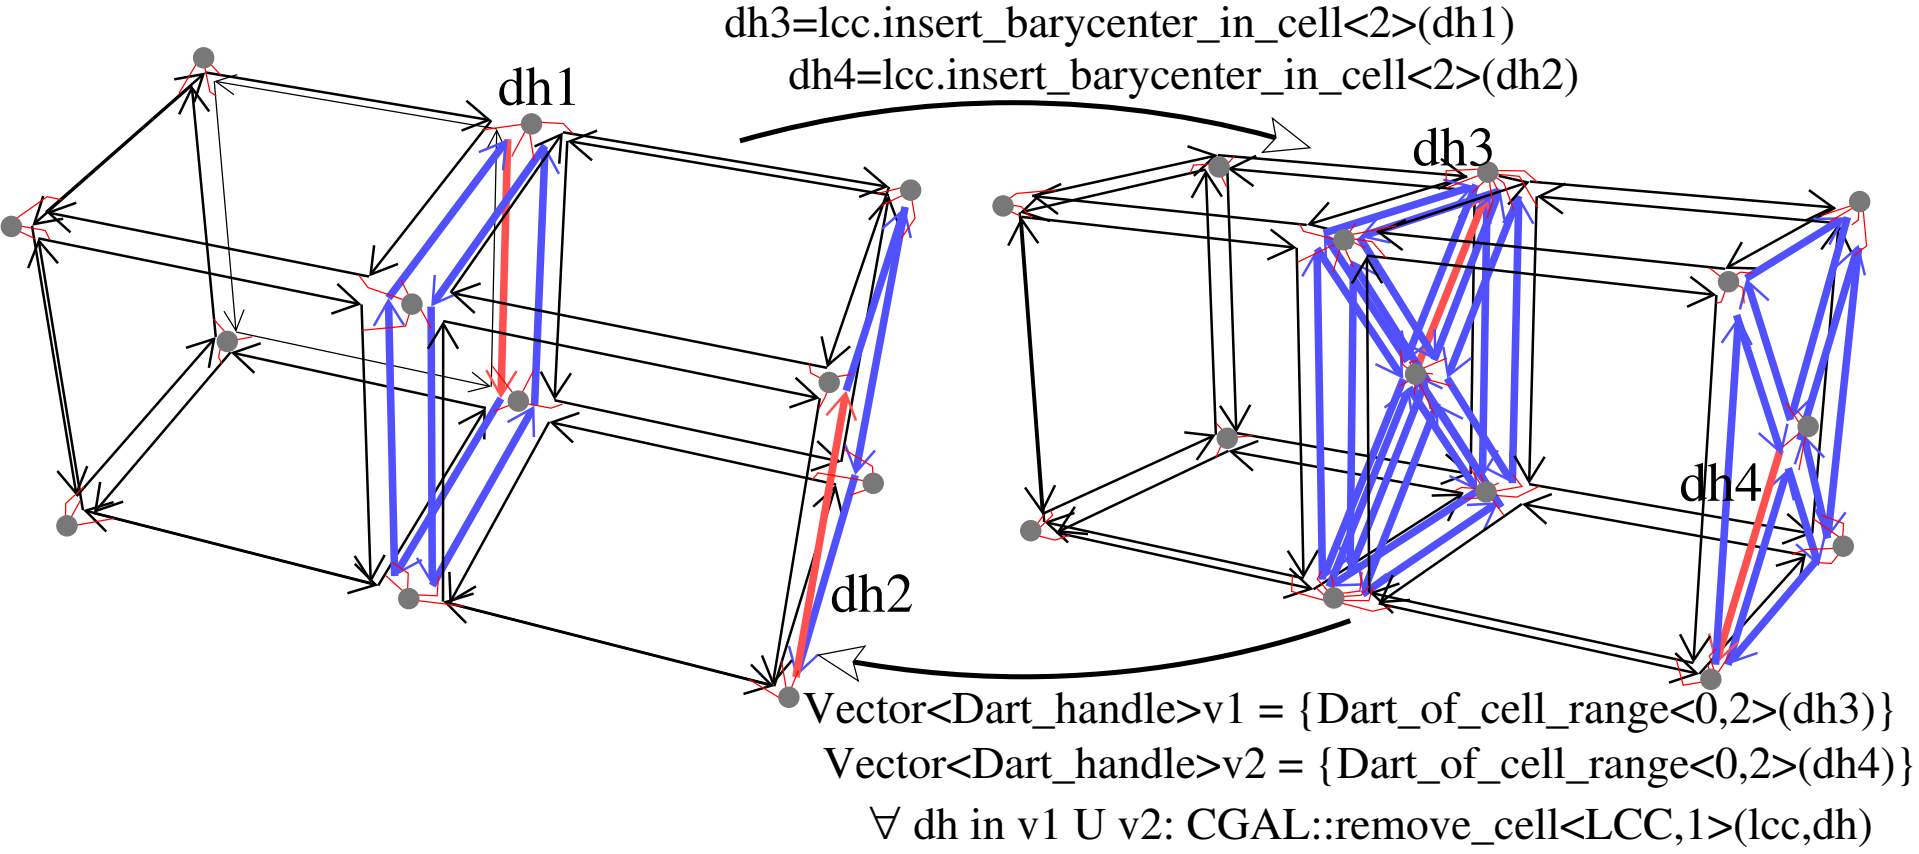 dh3=lcc.insert_barycenter_in_cell<2>(dh1)
dh4=lcc.insert_barycenter_in_cell<2>(dh2)
dh1
dh3
dh4
dh2
Vector<Dart_handle>v1 = {Dart_of_cell_range<0,2>(dh3)}
Vector<Dart_handle>v2 = {Dart_of_cell_range<0,2>(dh4)}
∀ dh in v1 U v2: CGAL::remove_cell<LCC,1>(lcc,dh)